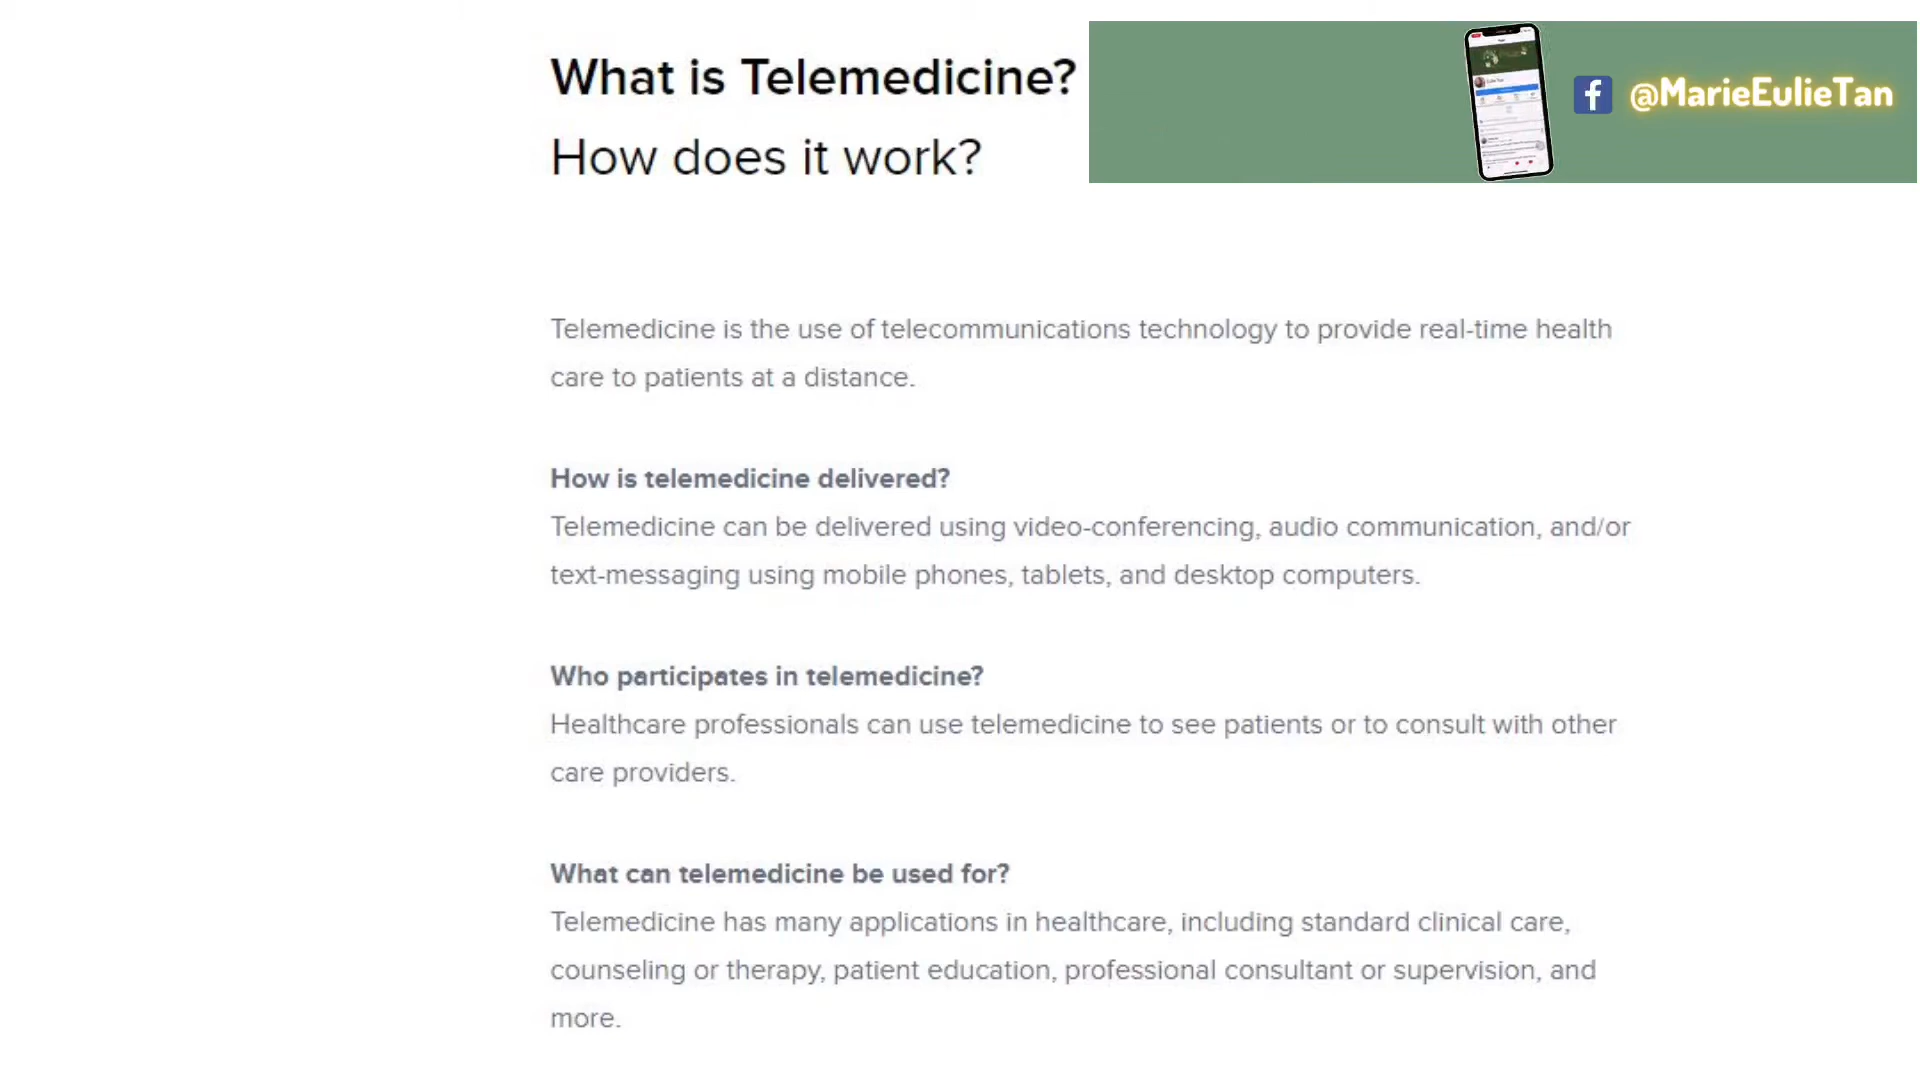 What is Telemedicine?
How does it work?
@MarieEulieTan
Telemedicine is the use of telecommunications technology to provide real-time health
care to patients at a distance.
How is telemedicine delivered?
Telemedicine can be delivered using video-conferencing, audio communication, and/or
text-messaging using mobile phones, tablets, and desktop computers.
Who participates in telemedicine?
Healthcare professionals can use telemedicine to see patients or to consult with other
care providers.
What can telemedicine be used for?
Telemedicine has many applications in healthcare, including standard clinical care,
counseling or therapy, patient education, professional consultant or supervision, and
more.